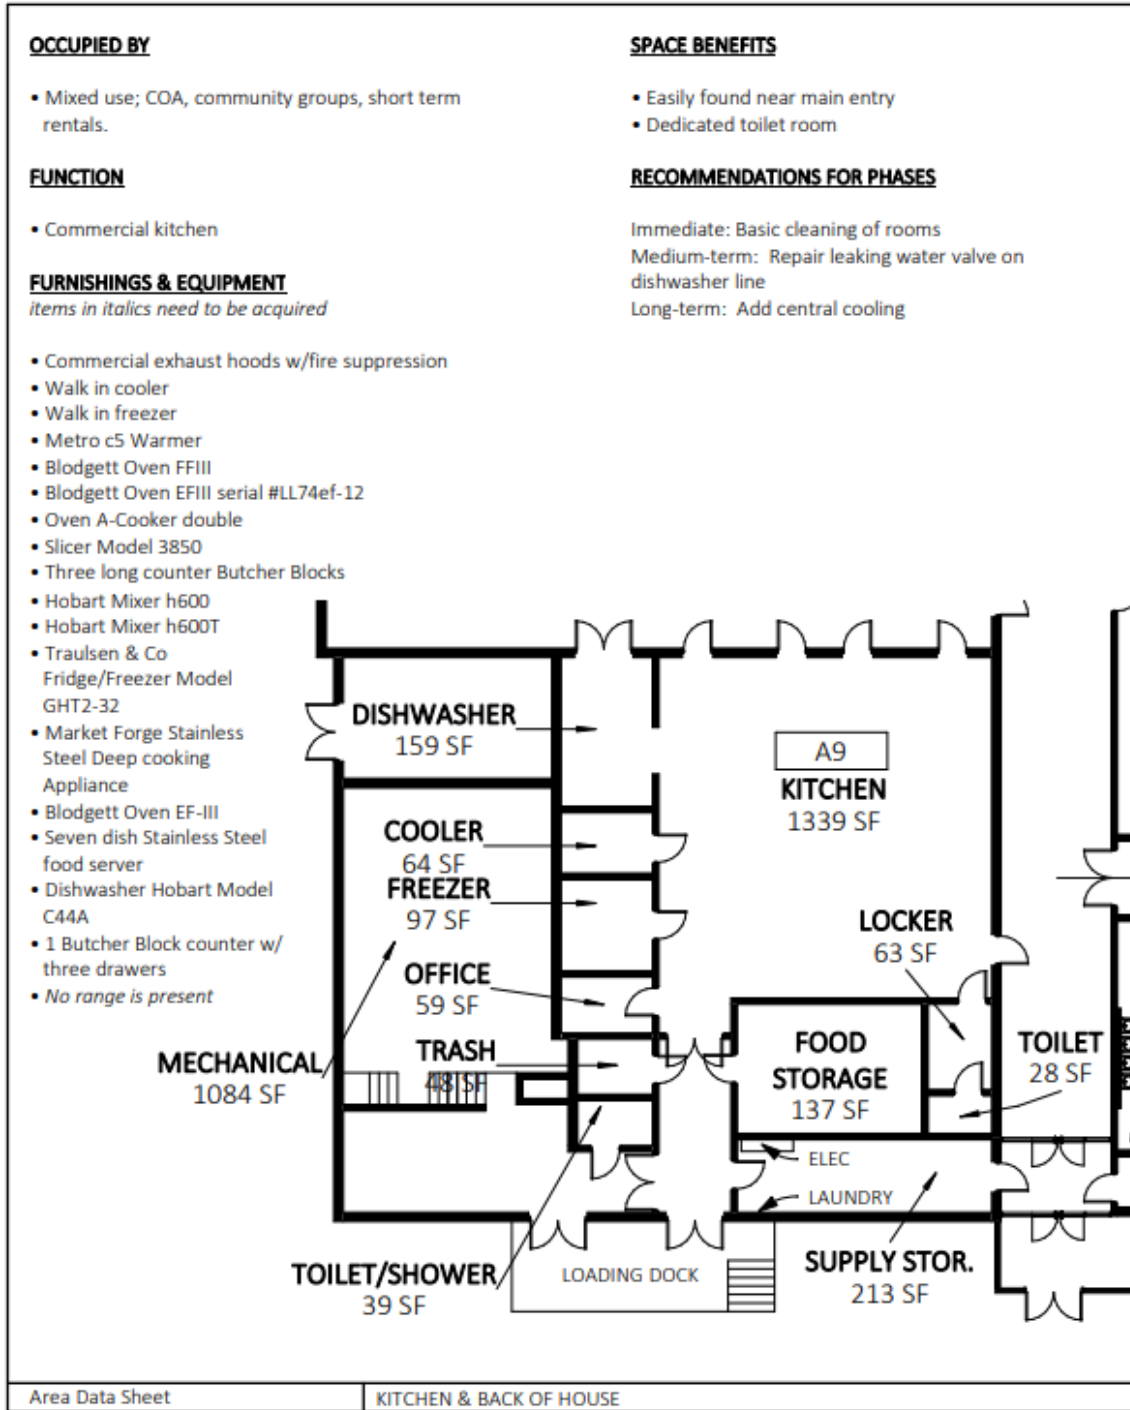 OCCUPIED BY
• Mixed use; COA, community groups, short term
rentals.
FUNCTION
• Commercial kitchen
FURNISHINGS & EQUIPMENT
items in italics need to be acquired
• Commercial exhaust hoods w/fire suppression
• Walk in cooler
• Walk in freezer
• Metro c5 Warmer
• Blodgett Oven FFIII
• Blodgett Oven EFIII serial #LL74ef-12
• Oven A-Cooker double
• Slicer Model 3850
• Three long counter Butcher Blocks
• Hobart Mixer h600
• Hobart Mixer h600T
• Traulsen & Co
Fridge/Freezer Model
GHT2-32
• Market Forge Stainless
Steel Deep cooking
Appliance
• Blodgett Oven EF-III
• Seven dish Stainless Steel
food server
• Dishwasher Hobart Model
C44A
• 1 Butcher Block counter w/
three drawers
• No range is present
SPACE BENEFITS
• Easily found near main entry
• Dedicated toilet room
RECOMMENDATIONS FOR PHASES
Immediate: Basic cleaning of rooms
Medium-term: Repair leaking water valve on
dishwasher line
Long-term: Add central cooling
DISHWASHER
159 SF
A9
KITCHEN
1339 SF
COOLER
64 SF
FREEZER
97 SF
LOCKER
63 SF
OFFICE
59 SF
MECHANICAL
1084 SF
TRASH
48 SF
FOOD
STORAGE
137 SF
TOILET
28 SF
ELEC
LAUNDRY
TOILET/SHOWER
39 SF
LOADING DOCK
SUPPLY STOR.
213 SF
Area Data Sheet
KITCHEN & BACK OF HOUSE